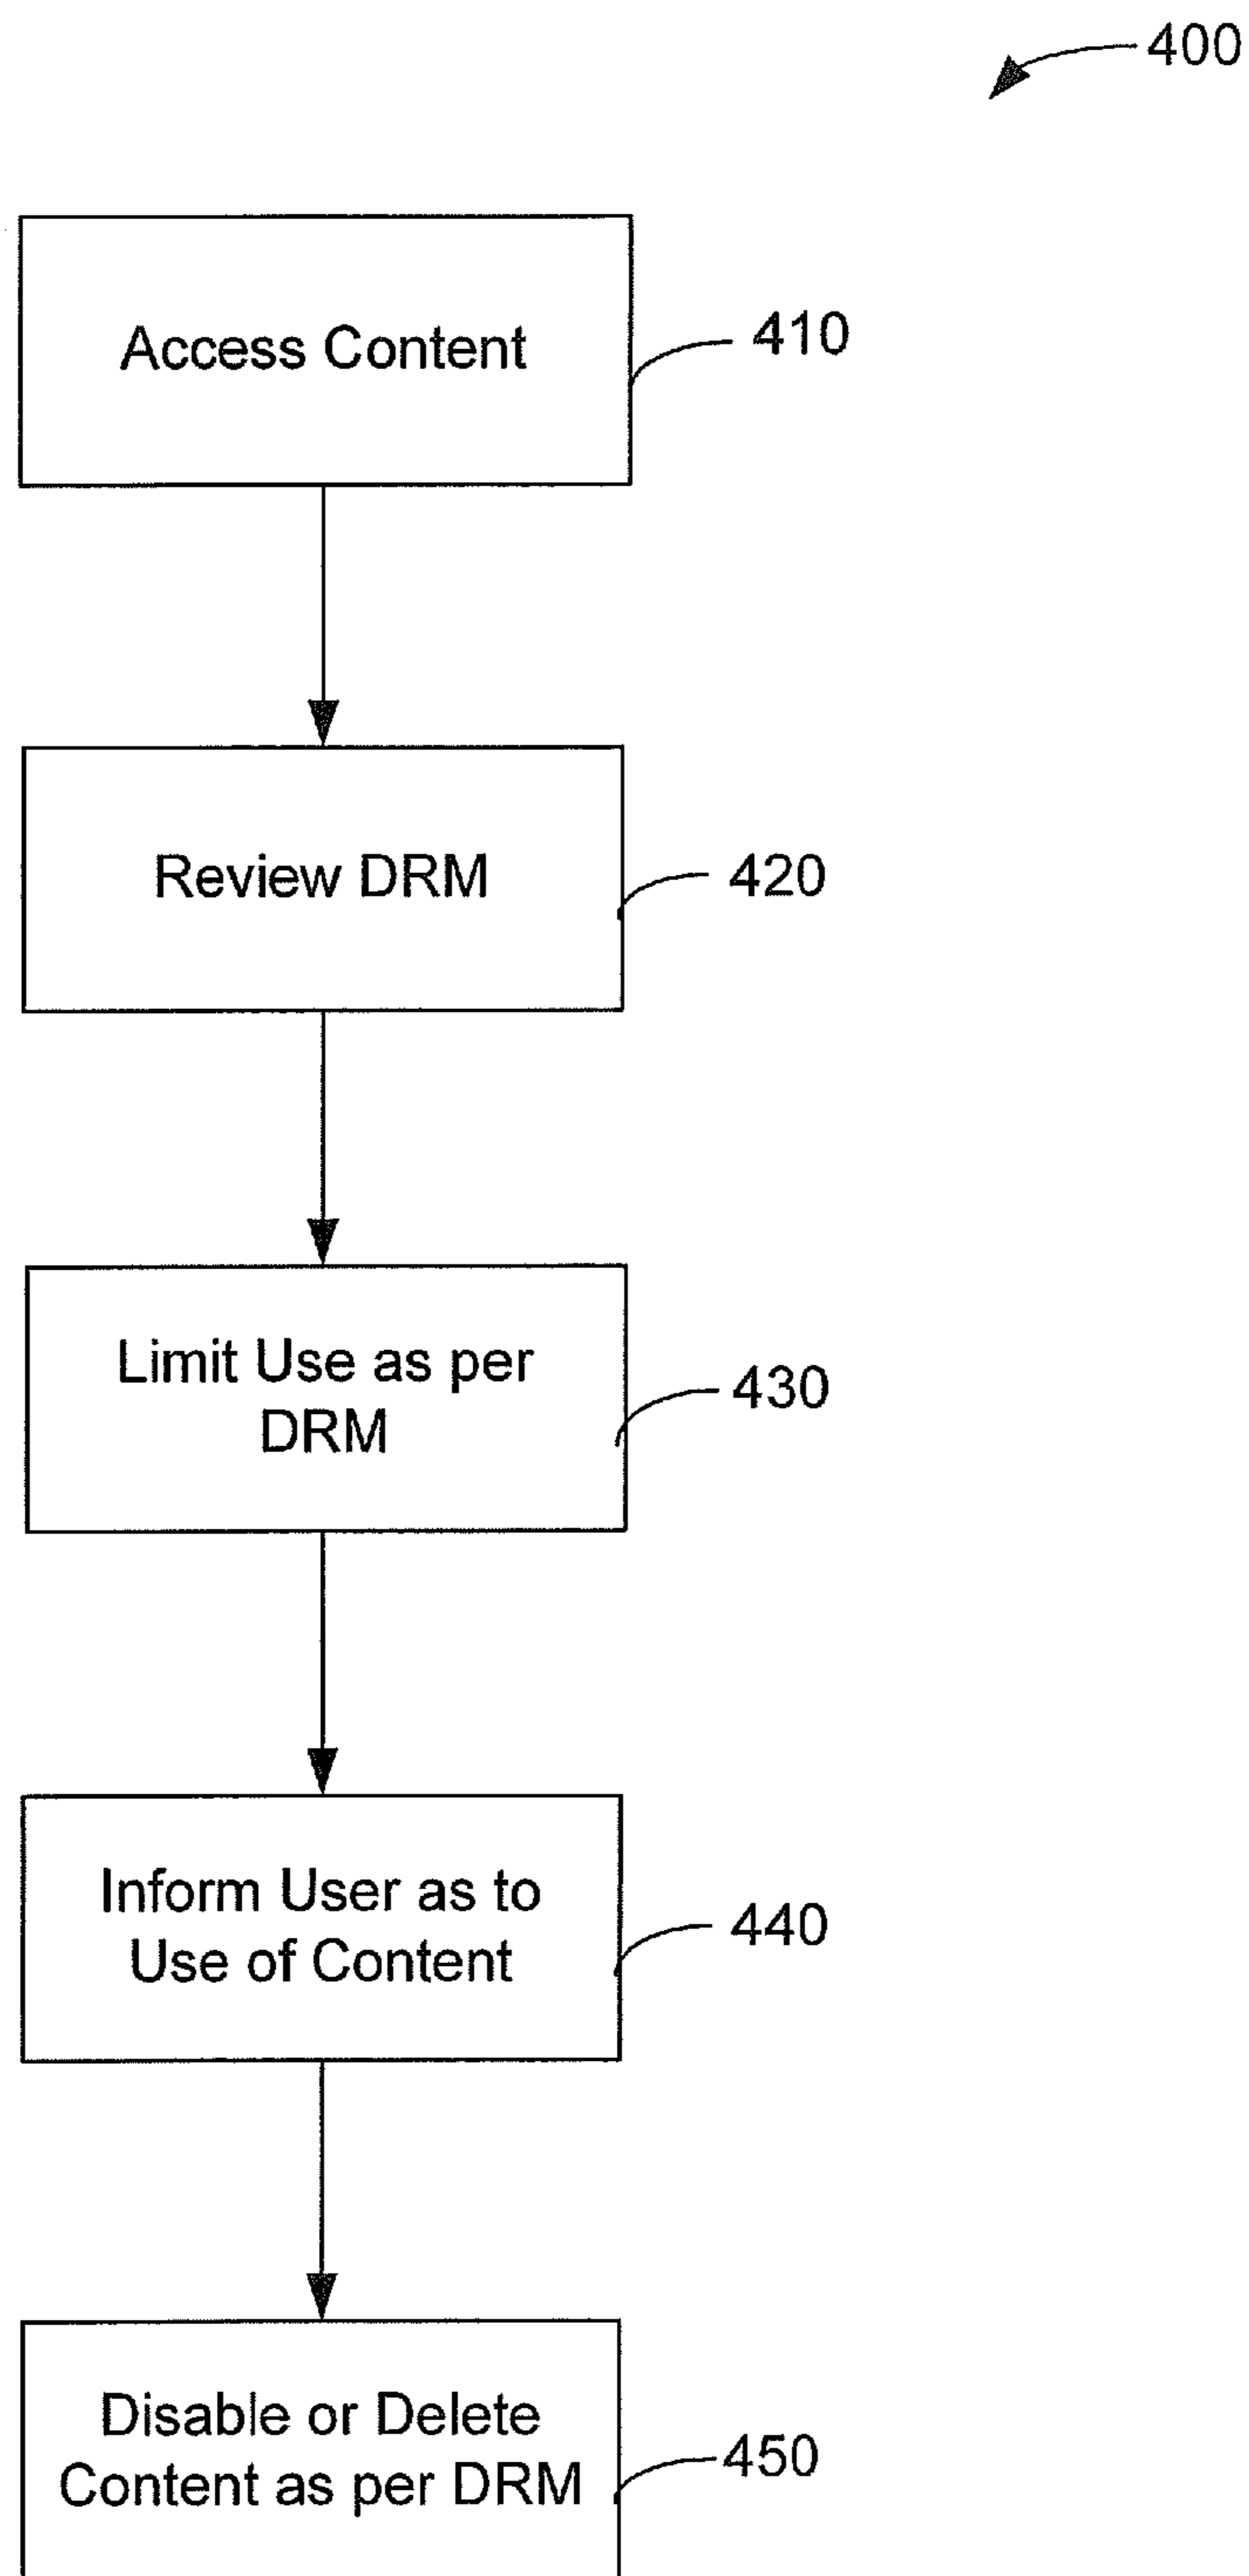 400
Access Content
410
Review DRM
420
Limit Use as per
DRM
430
Inform User as to
Use of Content
440
Disable or Delete
Content as per DRM
450